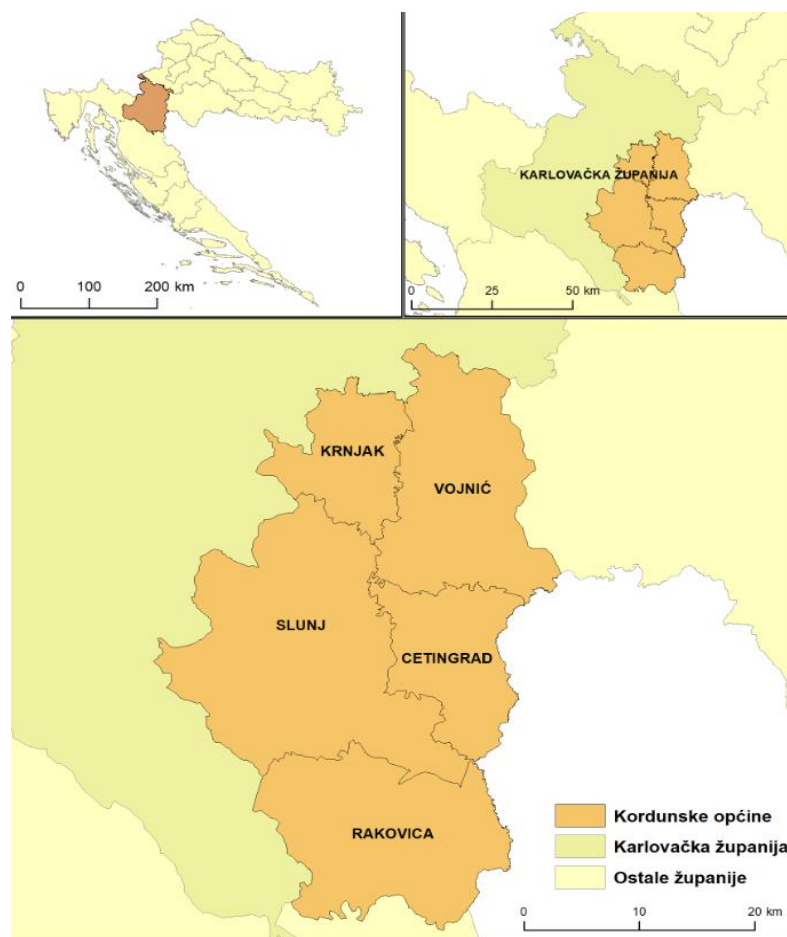 0 100 200 km
KARLOVAČKA ŽUPANIJA
0 25 50 km
KRNJAK
VOJNIĆ
SLUNJ
CETINGRAD
RAKOVICA
Kordunske općine
Karlovačka županija
Ostale županije
0 10 20 km